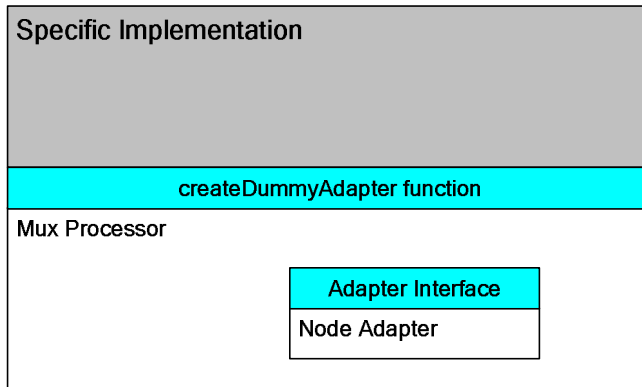 Specific Implementation
createDummyAdapter function
Mux Processor
Adapter Interface
Node Adapter